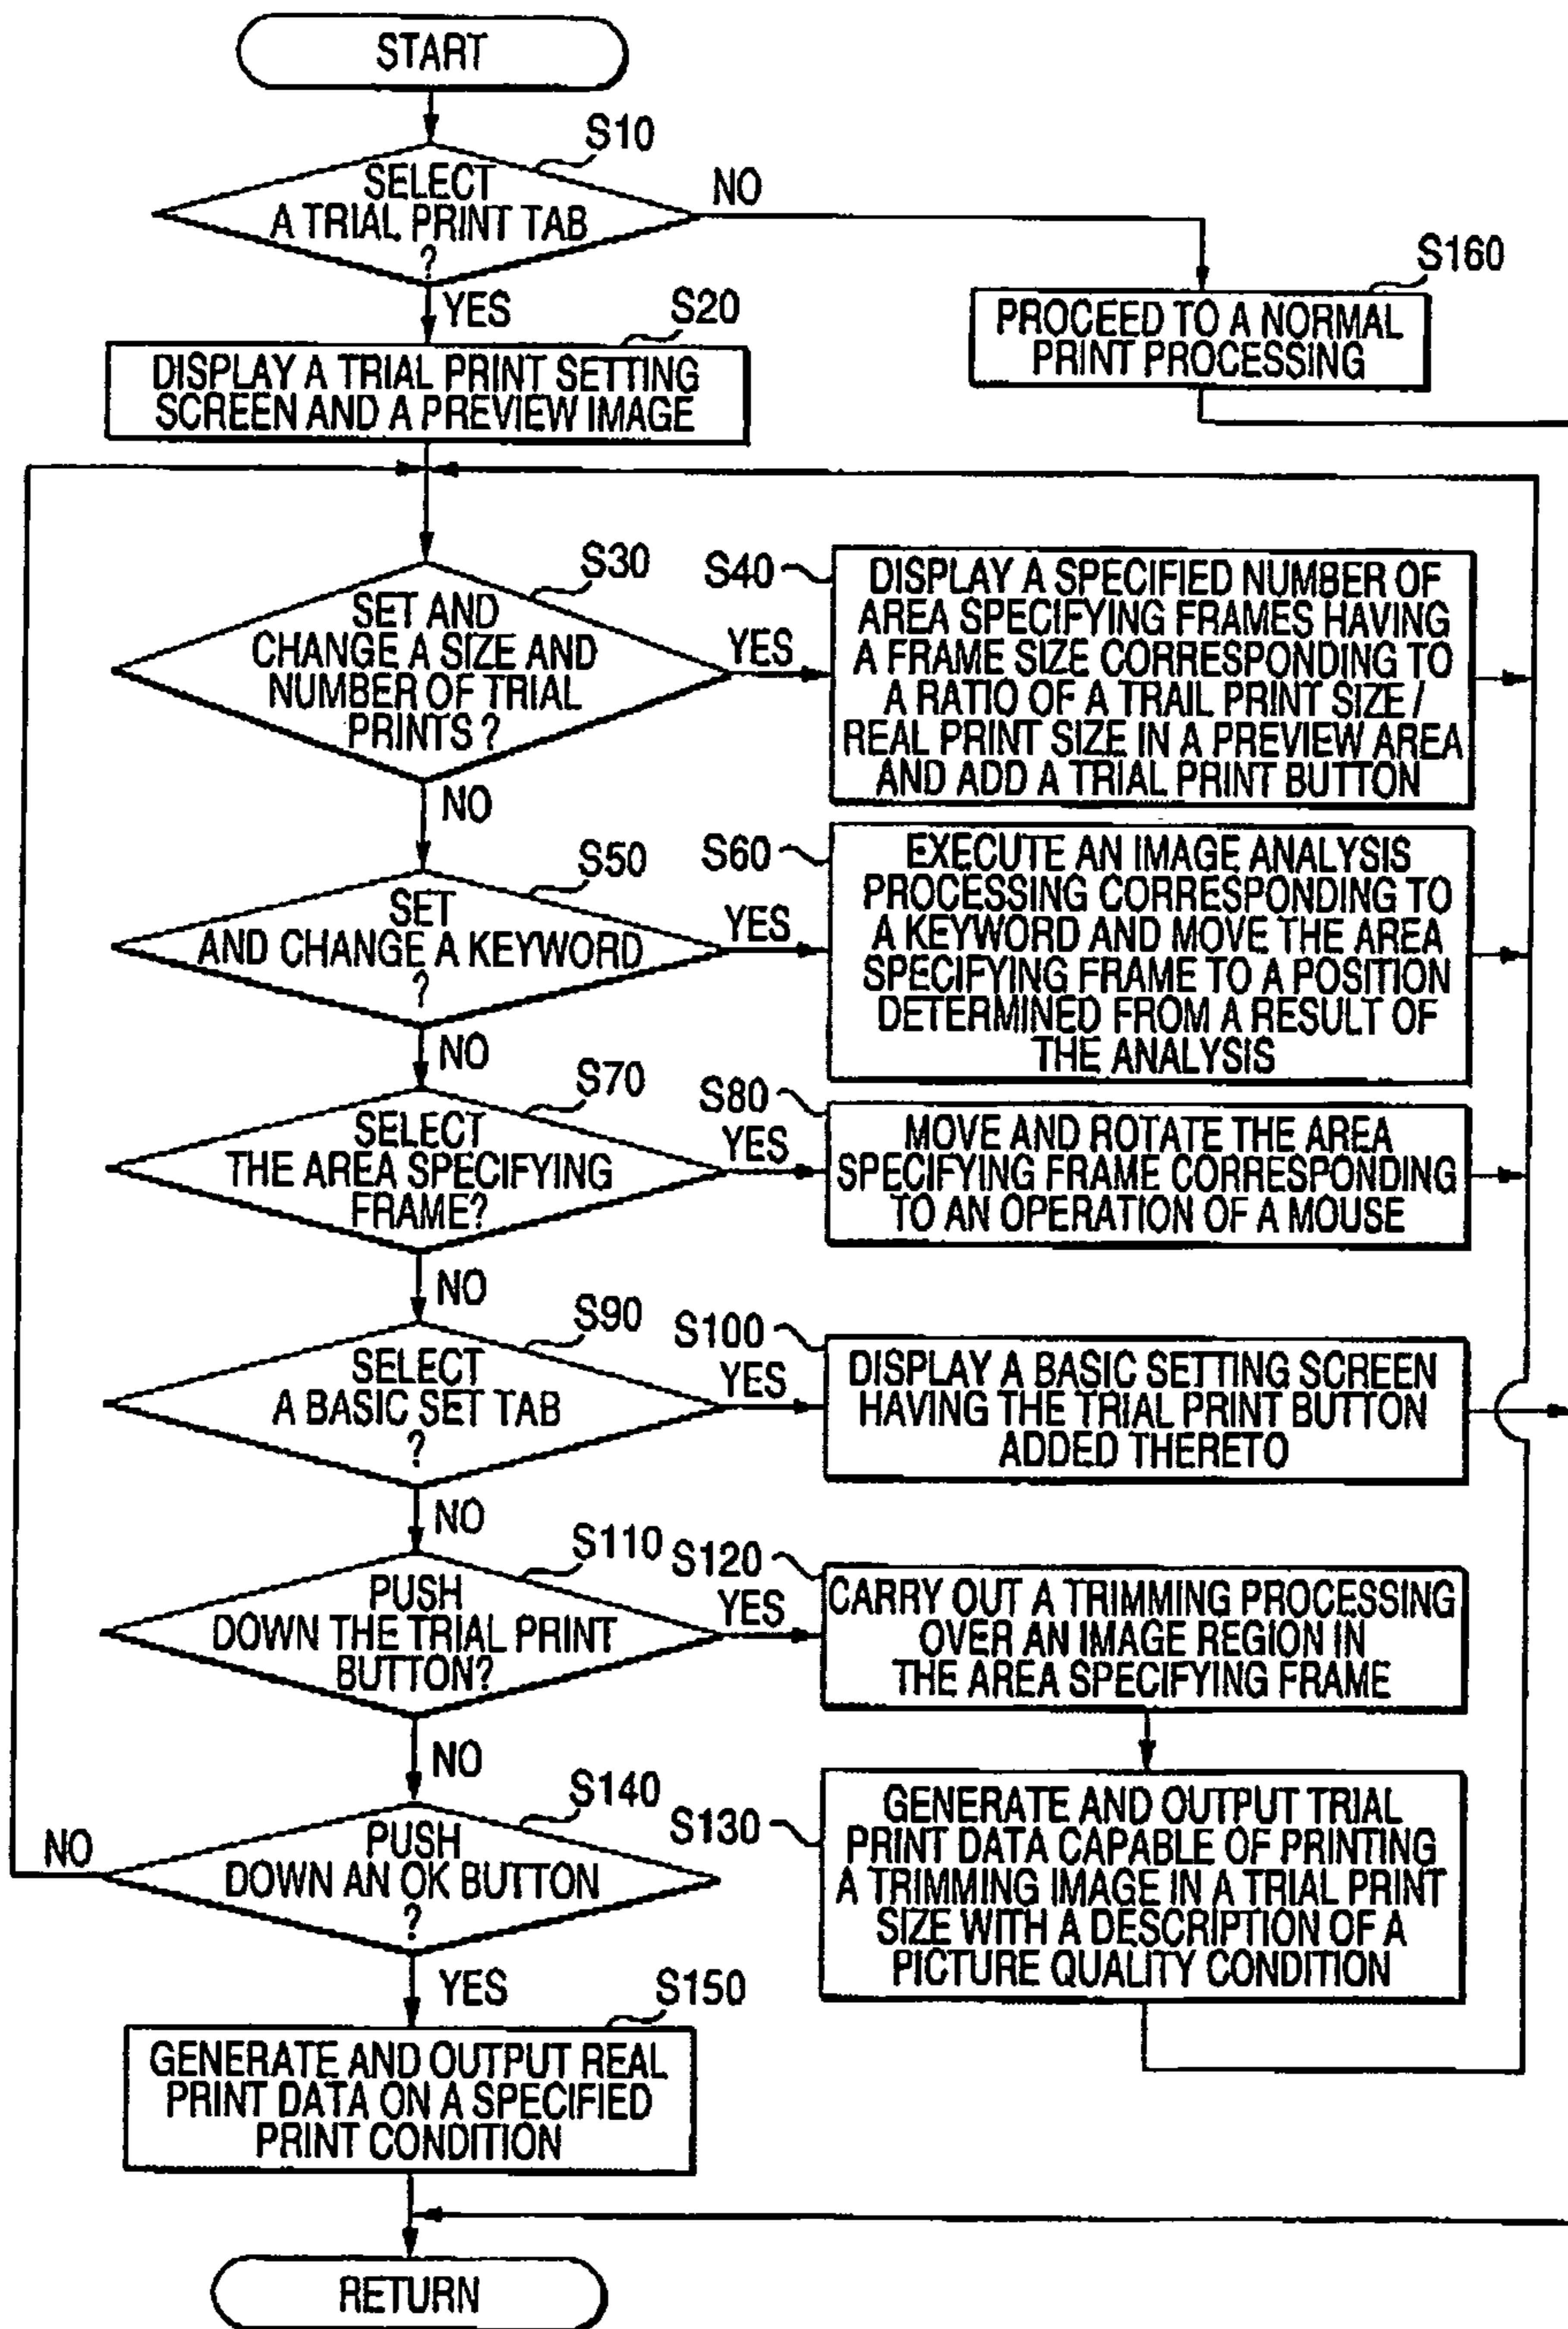 START
S10
SELECT
A TRIAL PRINT TAB
?
NO
YES
S160
PROCEED TO A NORMAL
PRINT PROCESSING
S20
DISPLAY A TRIAL PRINT SETTING
SCREEN AND A PREVIEW IMAGE
S30
SET AND
CHANGE A SIZE AND
NUMBER OF TRIAL
PRINTS?
YES
NO
S40
DISPLAY A SPECIFIED NUMBER OF
AREA SPECIFYING FRAMES HAVING
A FRAME SIZE CORRESPONDING TO
A RATIO OF A TRAIL PRINT SIZE /
REAL PRINT SIZE IN A PREVIEW AREA
AND ADD A TRIAL PRINT BUTTON
S50
SET
AND CHANGE A KEYWORD
?
YES
NO
S60
EXECUTE AN IMAGE ANALYSIS
PROCESSING CORRESPONDING TO
A KEYWORD AND MOVE THE AREA
SPECIFYING FRAME TO A POSITION
DETERMINED FROM A RESULT OF
THE ANALYSIS
S70
SELECT
THE AREA SPECIFYING
FRAME?
YES
NO
S80
MOVE AND ROTATE THE AREA
SPECIFYING FRAME CORRESPONDING
TO AN OPERATION OF A MOUSE
S90
SELECT
A BASIC SET TAB
?
YES
NO
S100
DISPLAY A BASIC SETTING SCREEN
HAVING THE TRIAL PRINT BUTTON
ADDED THERETO
S110
PUSH
DOWN THE TRIAL PRINT
BUTTON?
YES
NO
S120
CARRY OUT A TRIMMING PROCESSING
OVER AN IMAGE REGION IN
THE AREA SPECIFYING FRAME
S130
GENERATE AND OUTPUT TRIAL
PRINT DATA CAPABLE OF PRINTING
A TRIMMING IMAGE IN A TRIAL PRINT
SIZE WITH A DESCRIPTION OF A
PICTURE QUALITY CONDITION
S140
PUSH
DOWN AN OK BUTTON
?
NO
YES
S150
GENERATE AND OUTPUT REAL
PRINT DATA ON A SPECIFIED
PRINT CONDITION
RETURN